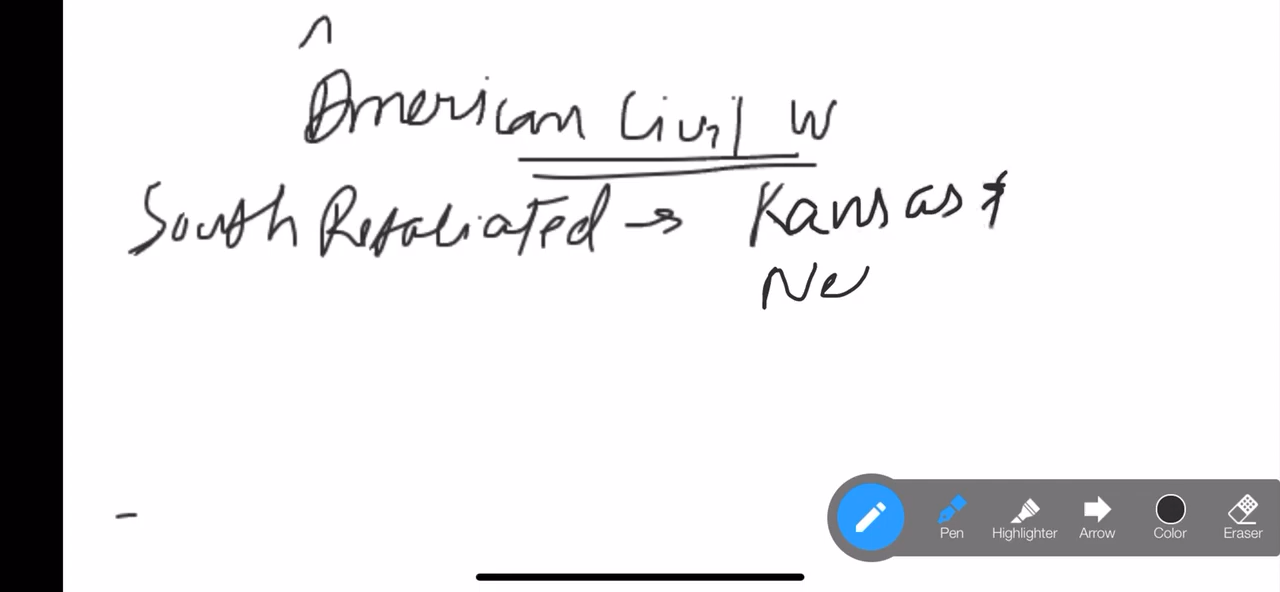 American Civil W
South Retaliated → Kansas &
Ne
Pen Highlighter Arrow Color Eraser